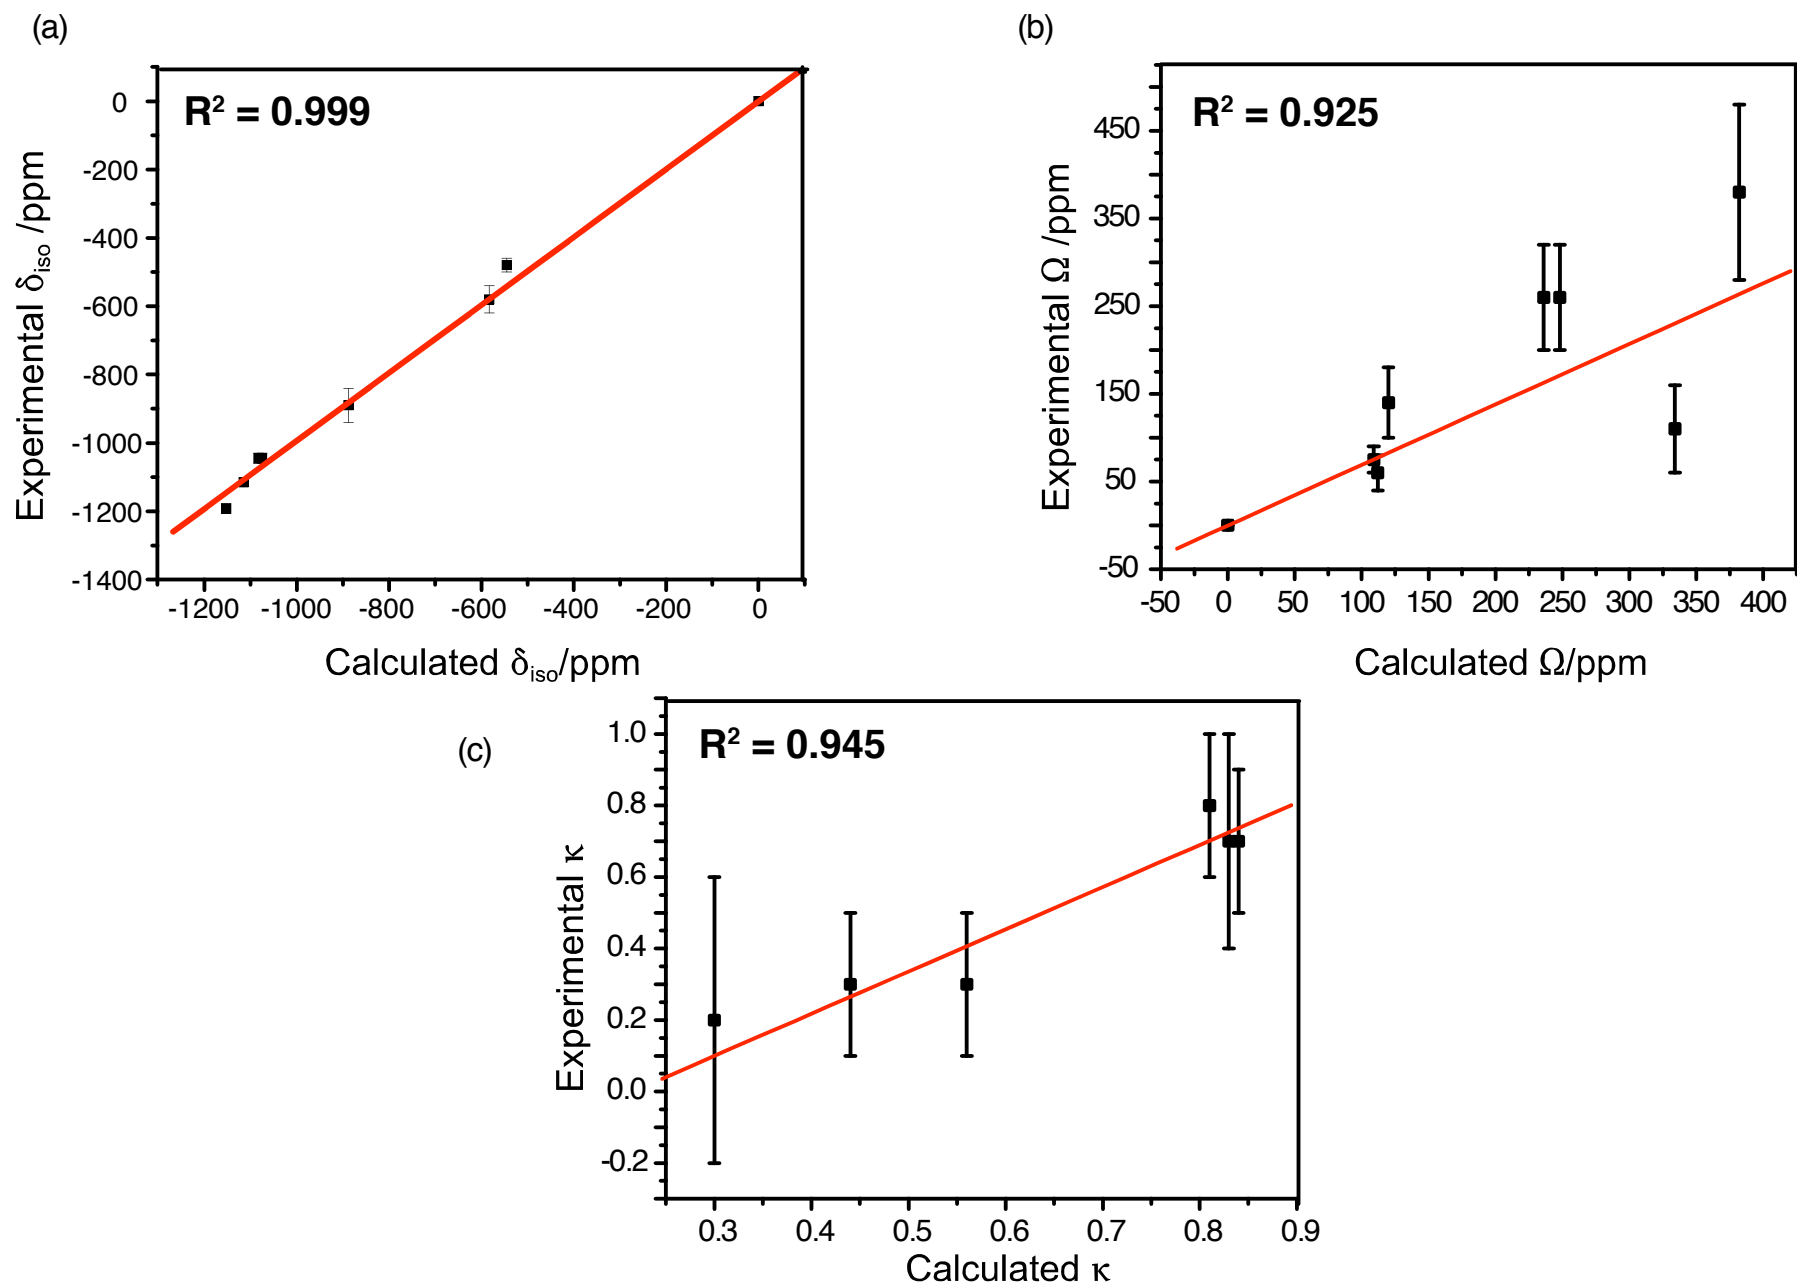 (a)
R² = 0.999
Experimental δiso /ppm
0
-200
-400
-600
-800
-1000
-1200
-1400
-1200 -1000 -800 -600 -400 -200 0
Calculated δiso/ppm
(b)
R² = 0.925
Experimental Ω /ppm
450
350
250
150
50
-50
-50 0 50 100 150 200 250 300 350 400
Calculated Ω/ppm
(c)
R² = 0.945
Experimental κ
1.0
0.8
0.6
0.4
0.2
0.0
-0.2
0.3 0.4 0.5 0.6 0.7 0.8 0.9
Calculated κ